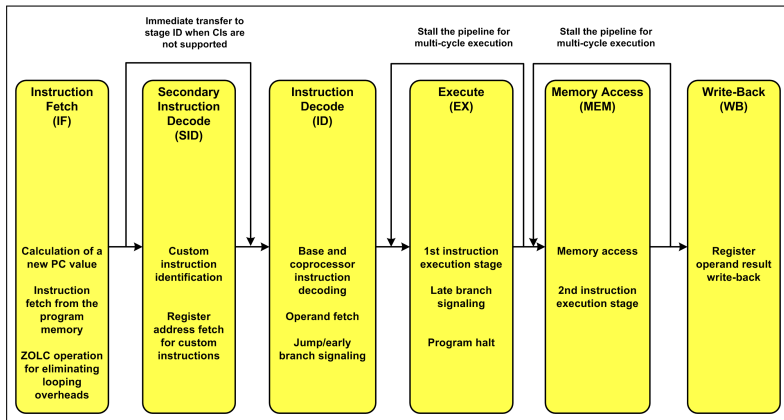 Immediate transfer to
stage ID when CIs are
not supported
Stall the pipeline for
multi-cycle execution
Stall the pipeline for
multi-cycle execution
Instruction
Fetch
(IF)
Calculation of a
new PC value
Instruction
fetch from the
program
memory
ZOLC operation
for eliminating
looping
overheads
Secondary
Instruction
Decode
(SID)
Custom
instruction
identification
Register
address fetch
for custom
instructions
Instruction
Decode
(ID)
Base and
coprocessor
instruction
decoding
Operand fetch
Jump/early
branch signaling
Execute
(EX)
1st instruction
execution stage
Late branch
signaling
Program halt
Memory Access
(MEM)
Memory access
2nd instruction
execution stage
Write-Back
(WB)
Register
operand result
write-back